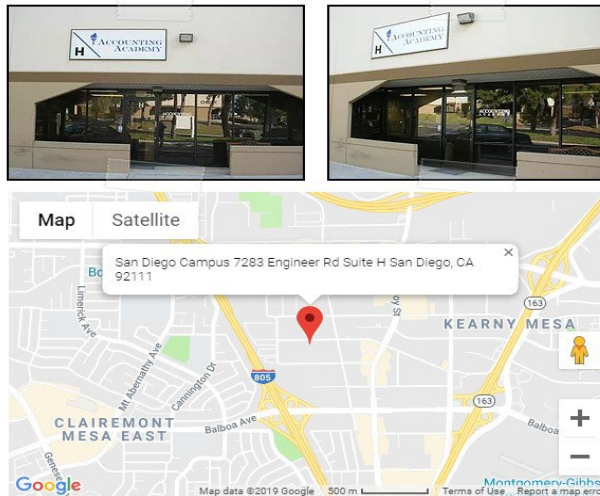 H
ACCOUNTING
ACADEMY
H
ACCOUNTING
ACADEMY
Map
Satellite
San Diego Campus 7283 Engineer Rd Suite H San Diego, CA
92111
×
163
KEARNY MESA
Limerick Ave
Mt Abernathy Ave
Cannington Dr
805
163
CLAIREMONT
MESA EAST
Balboa Ave
Balboa
Google
Map data ©2019 Google
500 m
Terms of Use
Report a map erro
Montgomery-Gibbs